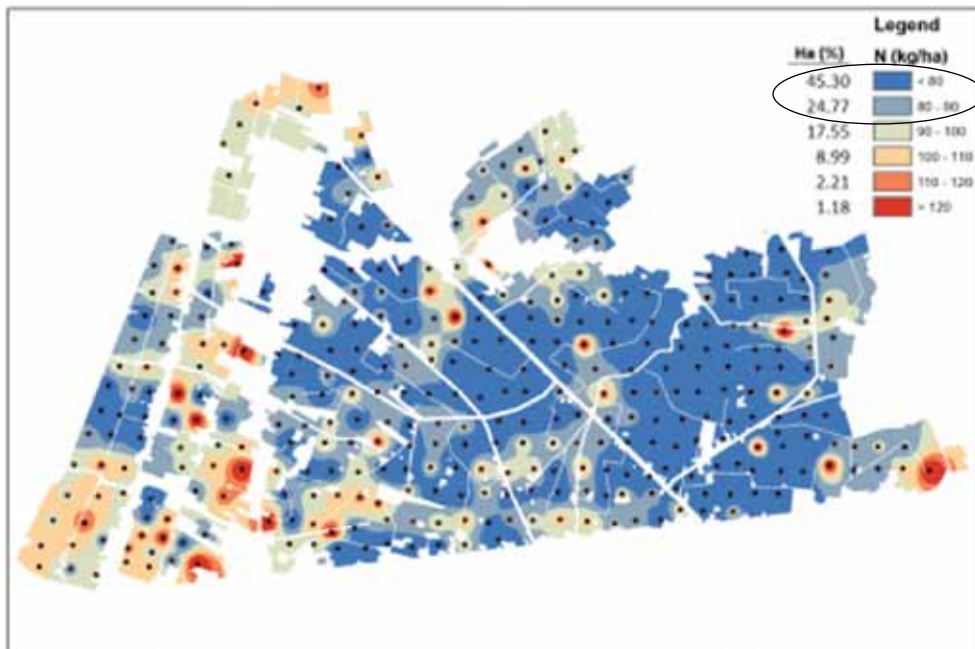 Legend
Ha (%) N (kg/ha)
45.30 < 80
24.77 80 - 90
17.55 90 - 100
8.99 100 - 110
2.21 110 - 120
1.18 > 120